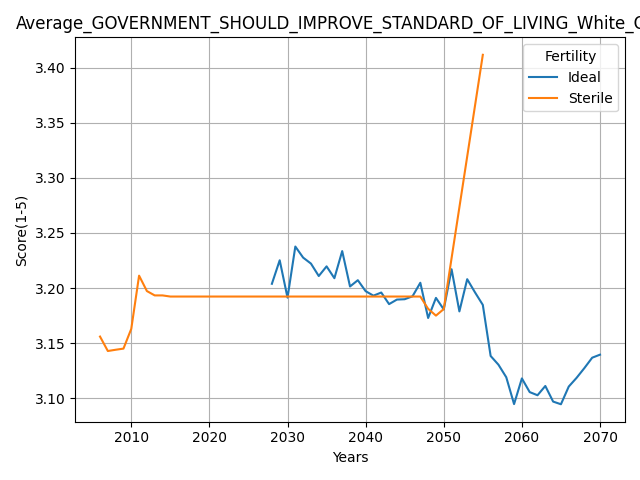 Average_GOVERNMENT_SHOULD_IMPROVE_STANDARD_OF_LIVING_White_
Fertility
Ideal
Sterile
3.40
3.35
3.30
3.25
3.20
3.15
3.10
Score(1-5)
2010 2020 2030 2040 2050 2060 2070
Years